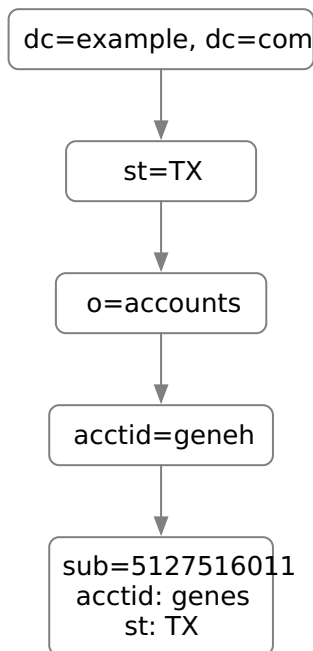 dc=example, dc=com
st=TX
o=accounts
acctid=geneh
sub=5127516011
acctid: genes
st: TX